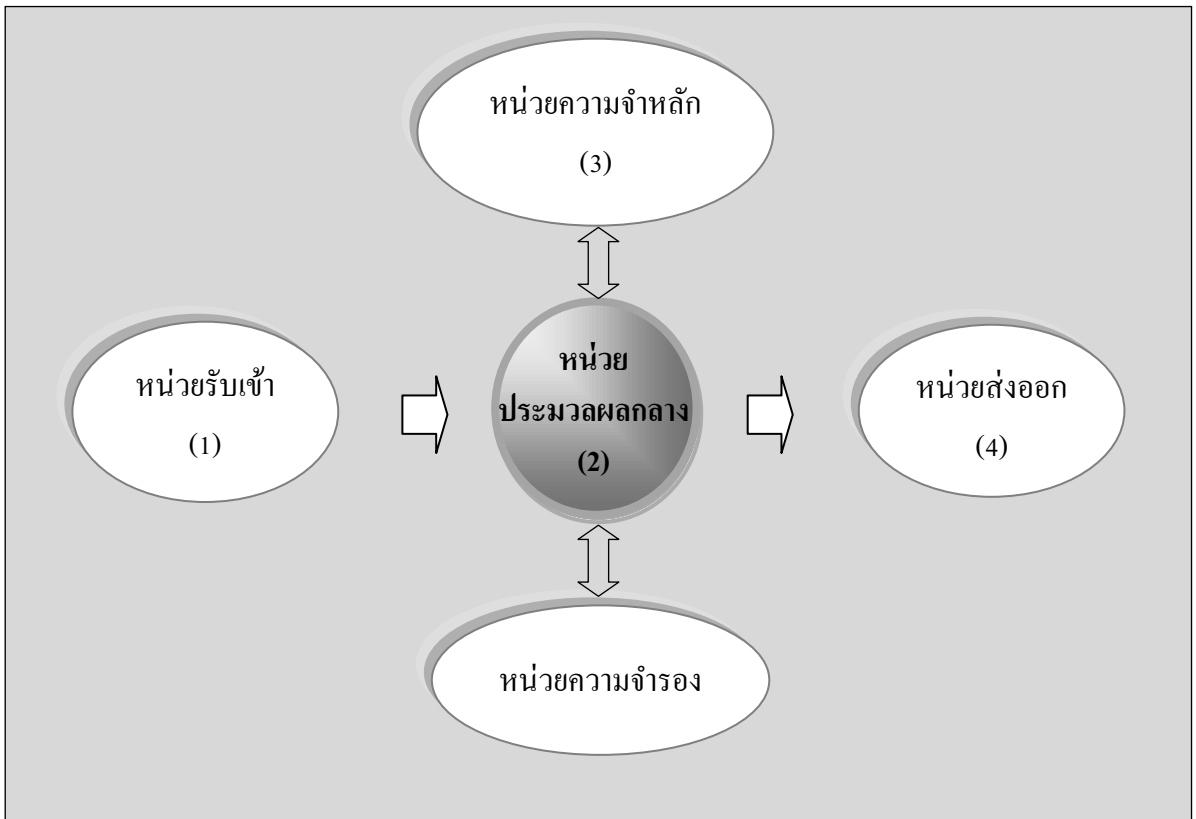 หน่วยความจำหลัก
(3)
หน่วยรับเข้า
(1)
หน่วย
ประมวลผลกลาง
(2)
หน่วยส่งออก
(4)
หน่วยความจำรอง